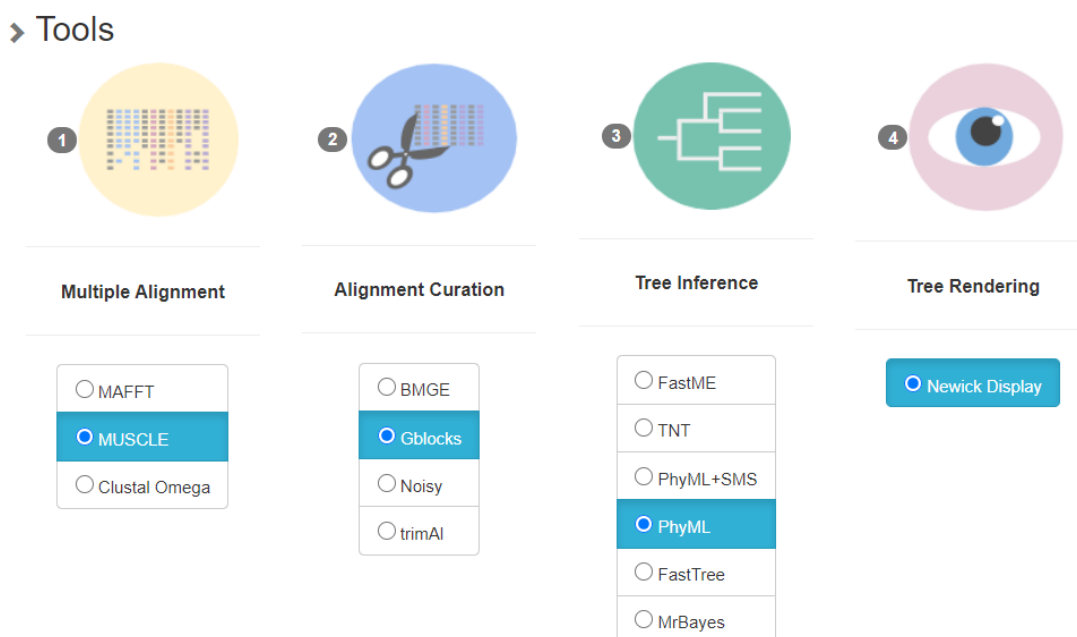 Tools
1
2
3
4
Multiple Alignment
Alignment Curation
Tree Inference
Tree Rendering
MAFFT
MUSCLE
Clustal Omega
BMGE
Gblocks
Noisy
trimAl
FastME
TNT
PhyML+SMS
PhyML
FastTree
MrBayes
Newick Display